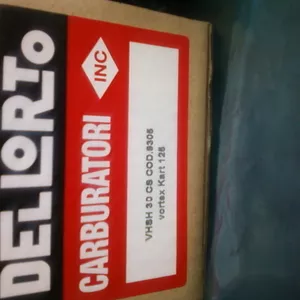 DELLORTO
CARBURATORI
INC
VHSH 30 CS COD.9305
vortex Kart 125